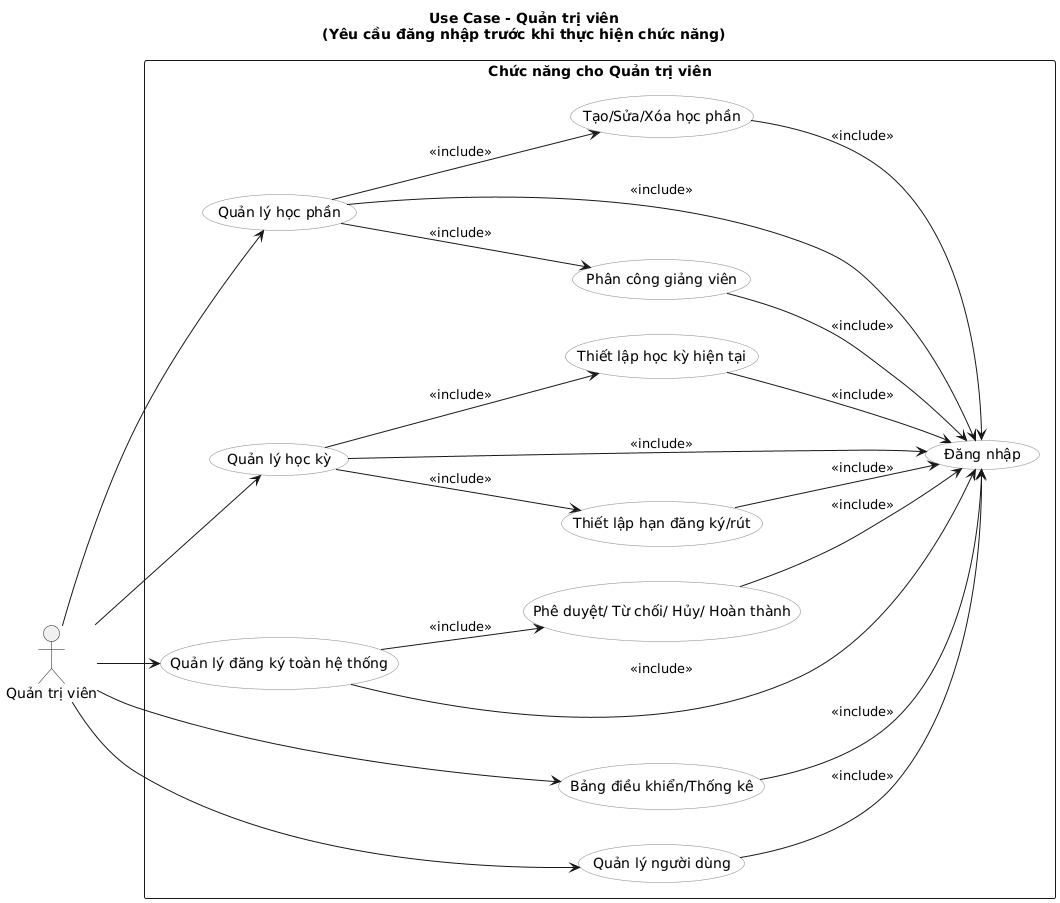 Use Case - Quản trị viên
(Yêu cầu đăng nhập trước khi thực hiện chức năng)
Chức năng cho Quản trị viên
Tạo/Sửa/Xóa học phần
«include»
«include»
«include»
Quản lý học phần
«include»
Phân công giảng viên
«include»
Thiết lập học kỳ hiện tại
«include»
«include»
«include»
Quản lý học kỳ
Đăng nhập
«include»
«include»
«include»
Thiết lập hạn đăng ký/rút
Phê duyệt/ Từ chối/ Hủy/ Hoàn thành
«include»
Quản lý đăng ký toàn hệ thống
«include»
Quản trị viên
«include»
Bảng điều khiển/Thống kê
«include»
Quản lý người dùng